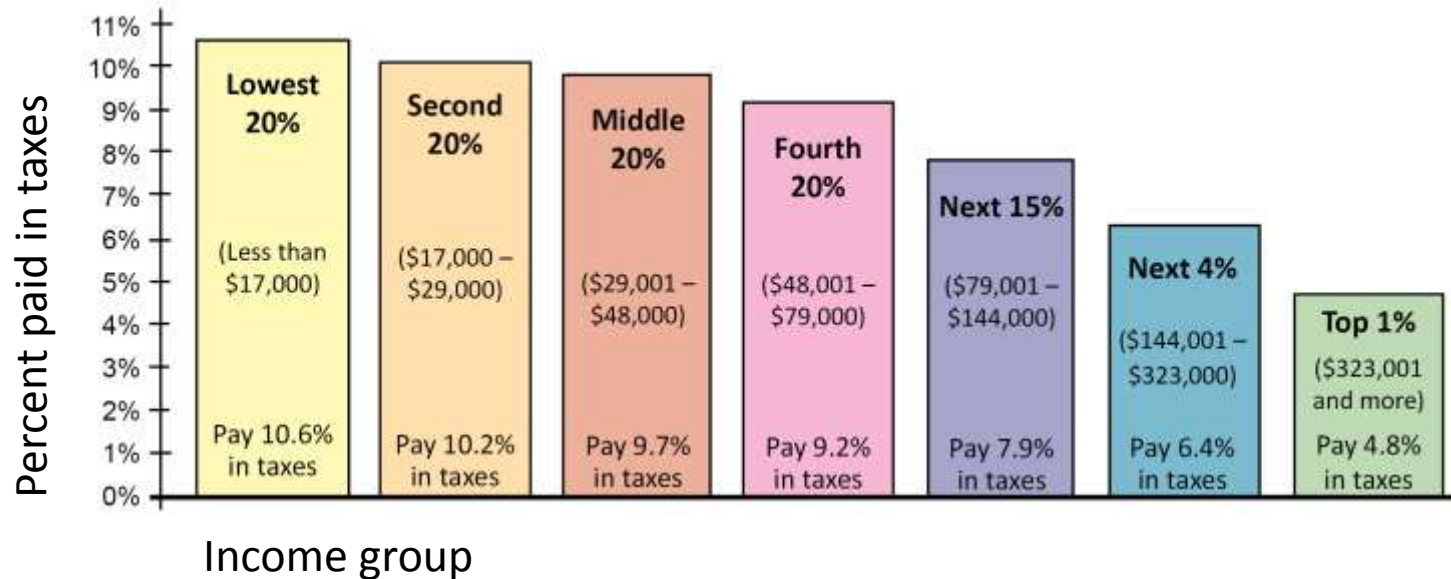 Percent paid in taxes
11%
10%
9%
8%
7%
6%
5%
4%
3%
2%
1%
0%
Lowest
20%
(Less than
$17,000)
Pay 10.6%
in taxes
Second
20%
($17,000 –
$29,000)
Pay 10.2%
in taxes
Middle
20%
($29,001 –
$48,000)
Pay 9.7%
in taxes
Fourth
20%
($48,001 –
$79,000)
Pay 9.2%
in taxes
Next 15%
($79,001 –
$144,000)
Pay 7.9%
in taxes
Next 4%
($144,001 –
$323,000)
Pay 6.4%
in taxes
Top 1%
($323,001
and more)
Pay 4.8%
in taxes
Income group